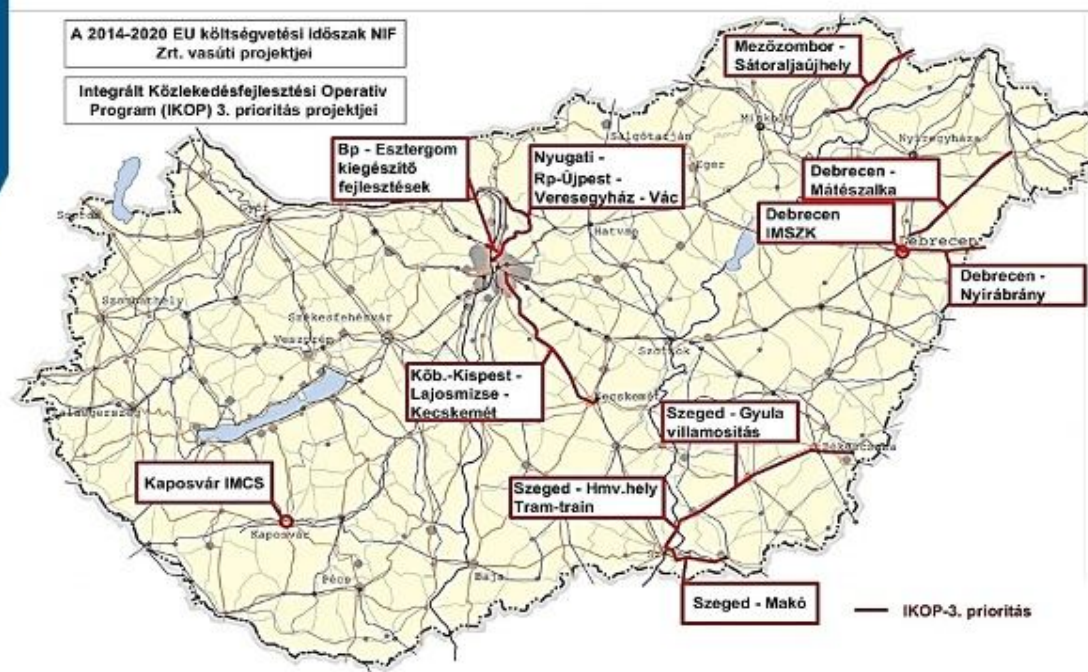 A 2014-2020 EU költségvetési időszak NIF
Zrt. vasúti projektjei
Integrált Közlekedésfejlesztési Operatív
Program (IKOP) 3. prioritás projektjei
Mezőzombor -
Sátoraljaújhely
Bp - Esztergom
kiegészítő
fejlesztések
Nyugati -
Rp-Újpest -
Veresegyház - Vác
Salgótarján
Miskolc
Nyíregyháza
Eger
Debrecen -
Mátészalka
Debrecen
IMSZK
Debrecen
Debrecen -
Nyírábrány
Győr
Hatvan
Szombathely
Székesfehérvár
Veszprém
Szolnok
Kőb.-Kispest -
Lajosmizse -
Kecskemét
Kecskemét
Szeged - Gyula
villamosítás
Békéscsaba
Zalaegerszeg
Kaposvár IMCS
Kaposvár
Szeged - Hmv.hely
Tram-train
Pécs
Baja
Szeged - Makó
IKOP-3. prioritás